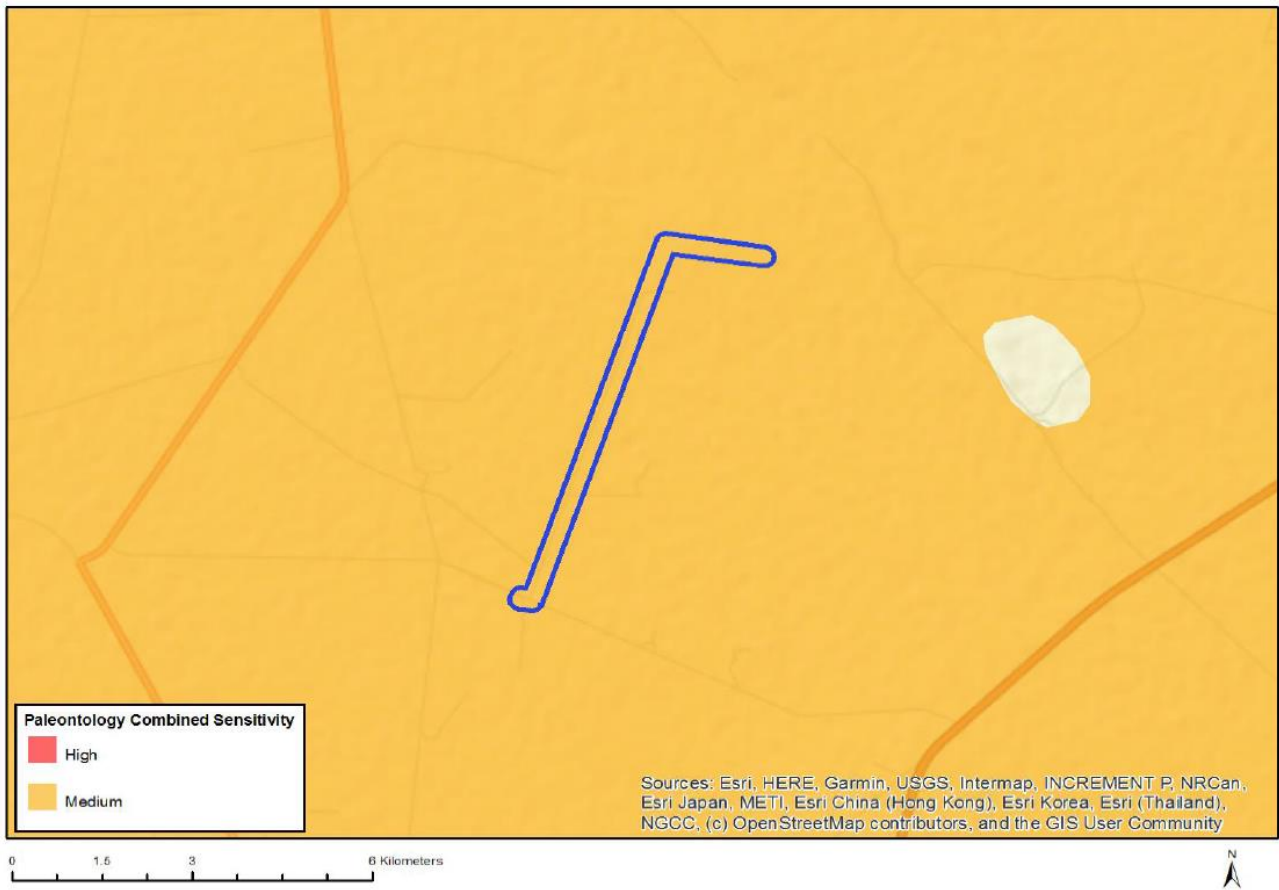 Paleontology Combined Sensitivity
High
Medium
Sources: Esri, HERE, Garmin, USGS, Intermap, INCREMENT P, NRCan,
Esri Japan, METI, Esri China (Hong Kong), Esri Korea, Esri (Thailand),
NGCC, (c) OpenStreetMap contributors, and the GIS User Community
0 1.5 3 6 Kilometers
N